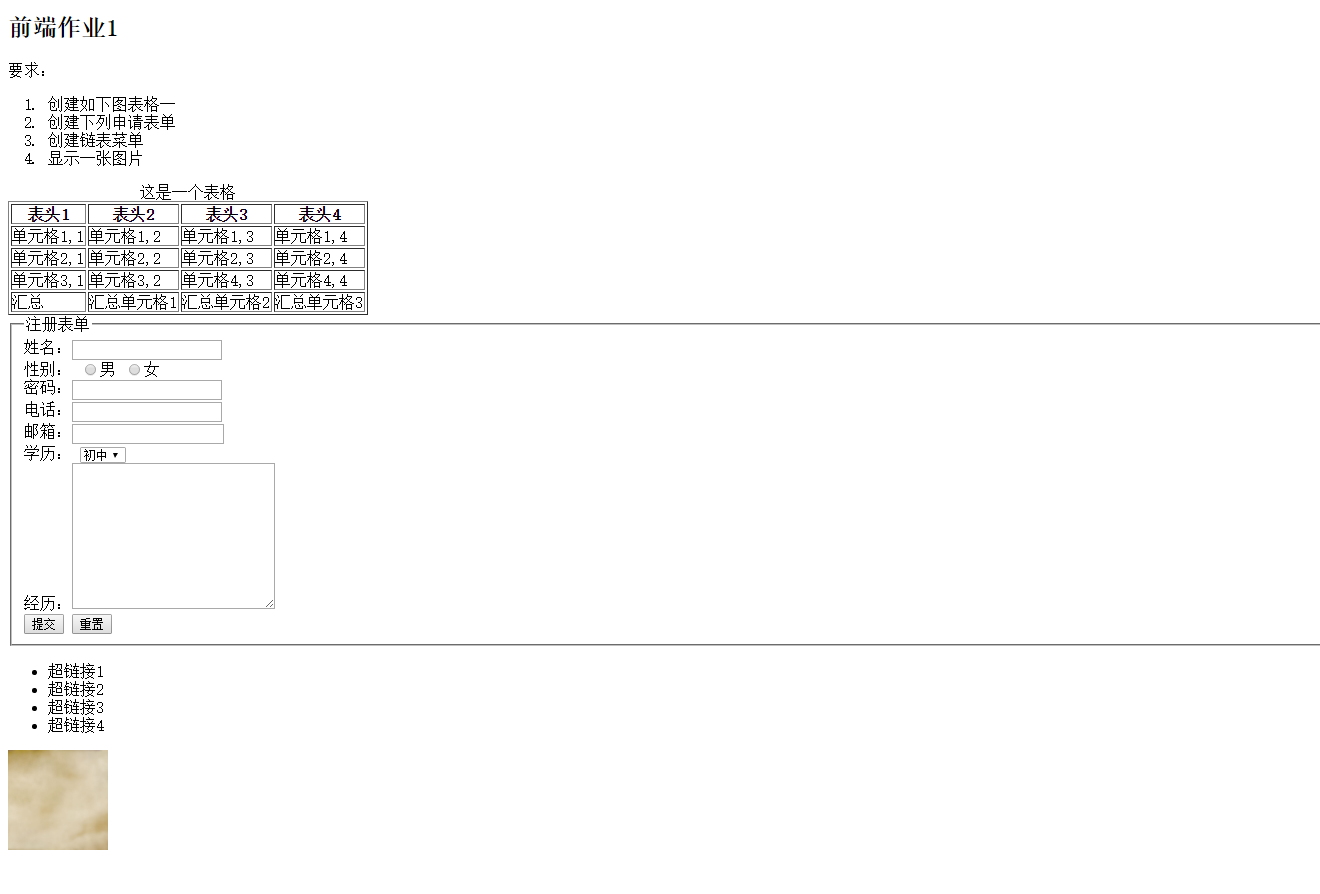 前端作业1
要求：
1. 创建如下图表格一
2. 创建下列申请表单
3. 创建链表菜单
4. 显示一张图片
这是一个表格
表头1 表头2 表头3 表头4
单元格1,1 单元格1,2 单元格1,3 单元格1,4
单元格2,1 单元格2,2 单元格2,3 单元格2,4
单元格3,1 单元格3,2 单元格4,3 单元格4,4
汇总 汇总单元格1 汇总单元格2 汇总单元格3
注册表单
姓名：
性别： 男 女
密码：
电话：
邮箱：
学历： 初中
经历：
提交 重置
超链接1
超链接2
超链接3
超链接4